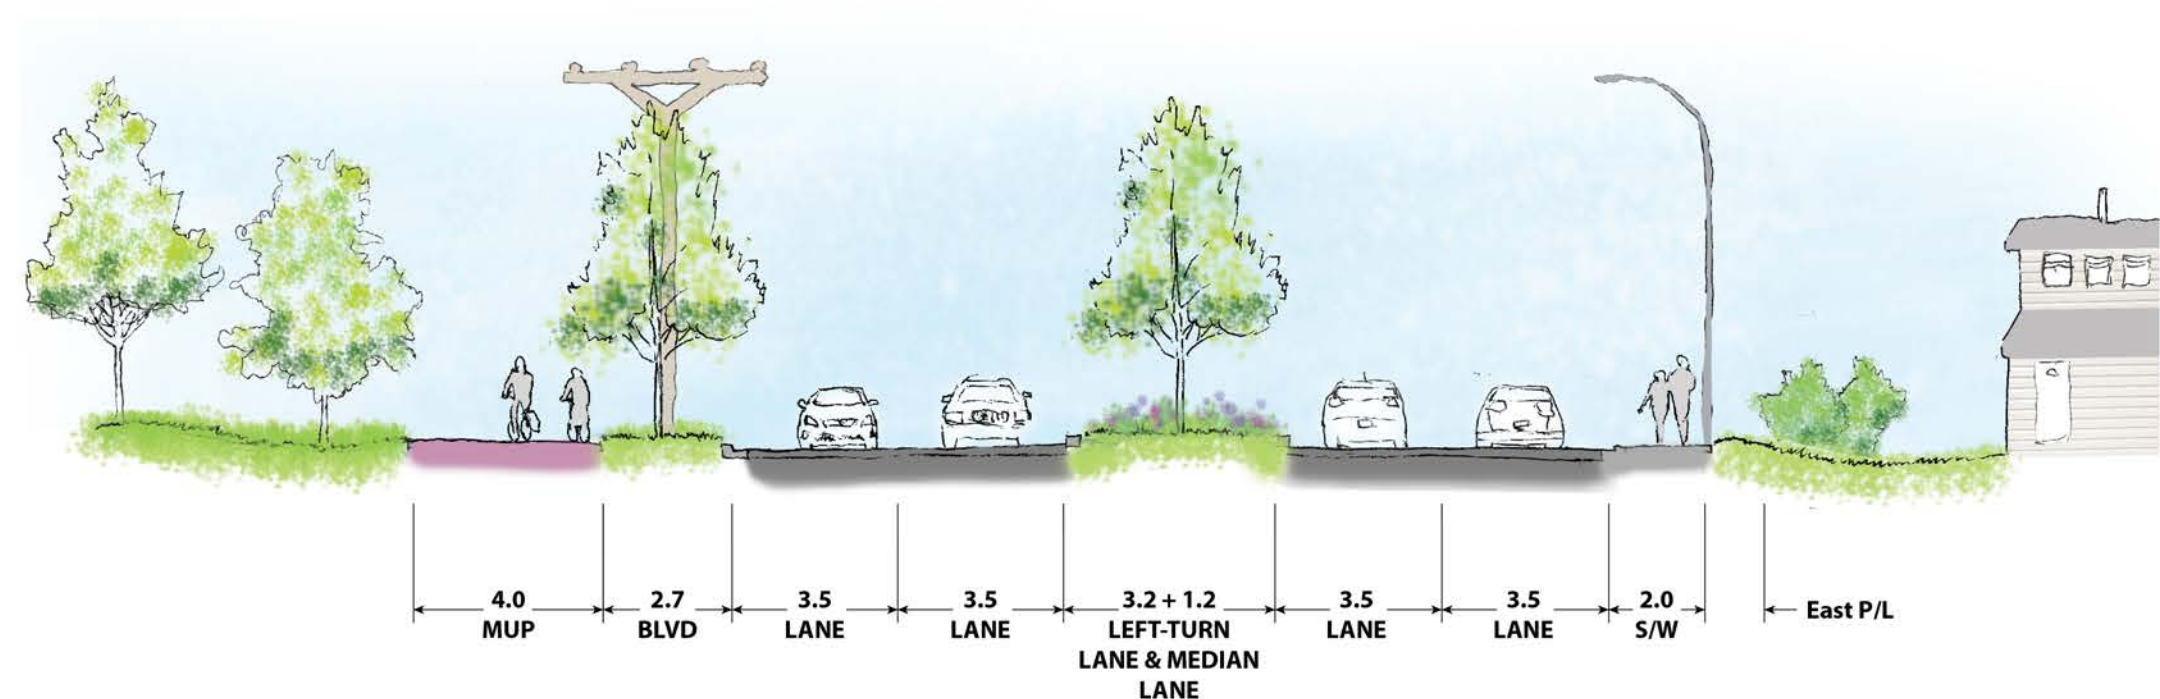 4.0
MUP
2.7
BLVD
3.5
LANE
3.5
LANE
3.2 + 1.2
LEFT-TURN
LANE & MEDIAN
LANE
3.5
LANE
3.5
LANE
2.0
S/W
East P/L